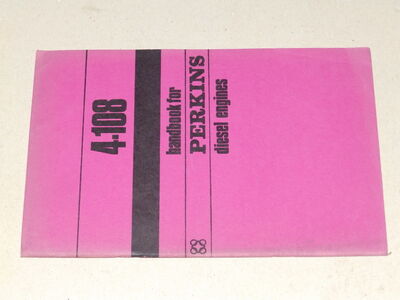 4·108
handbook for
PERKINS
diesel engines